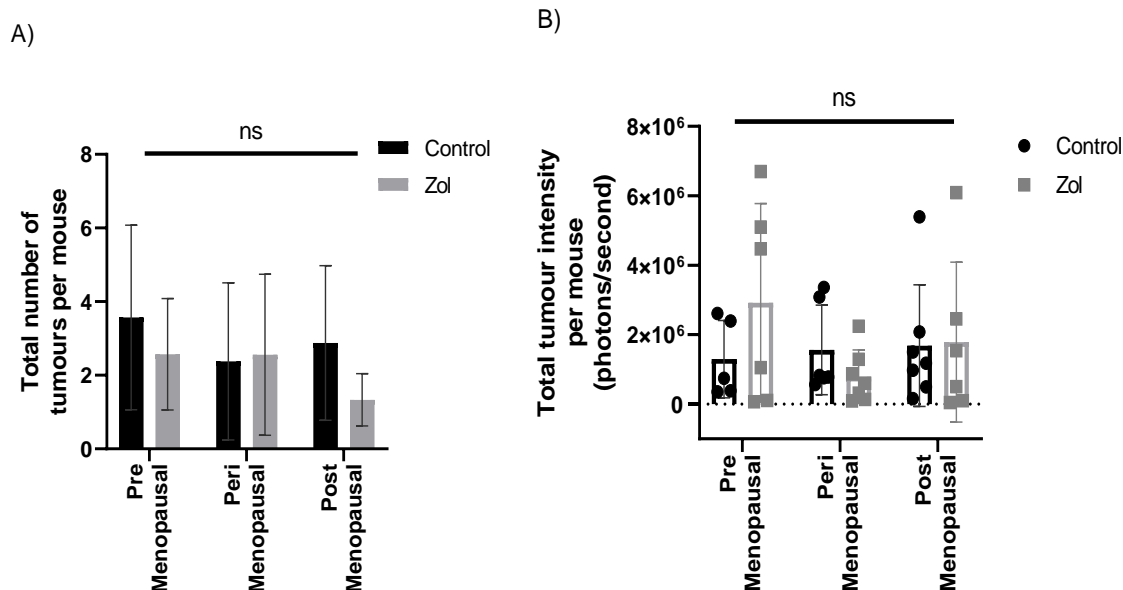 A)
ns
Control
Zol
Total number of
tumours per mouse
8
6
4
2
0
Pre
Menopausal
Peri
Menopausal
Post
Menopausal
B)
ns
Control
Zol
Total tumour intensity
per mouse
(photons/second)
8×10⁶
6×10⁶
4×10⁶
2×10⁶
0
Pre
Menopausal
Peri
Menopausal
Post
Menopausal